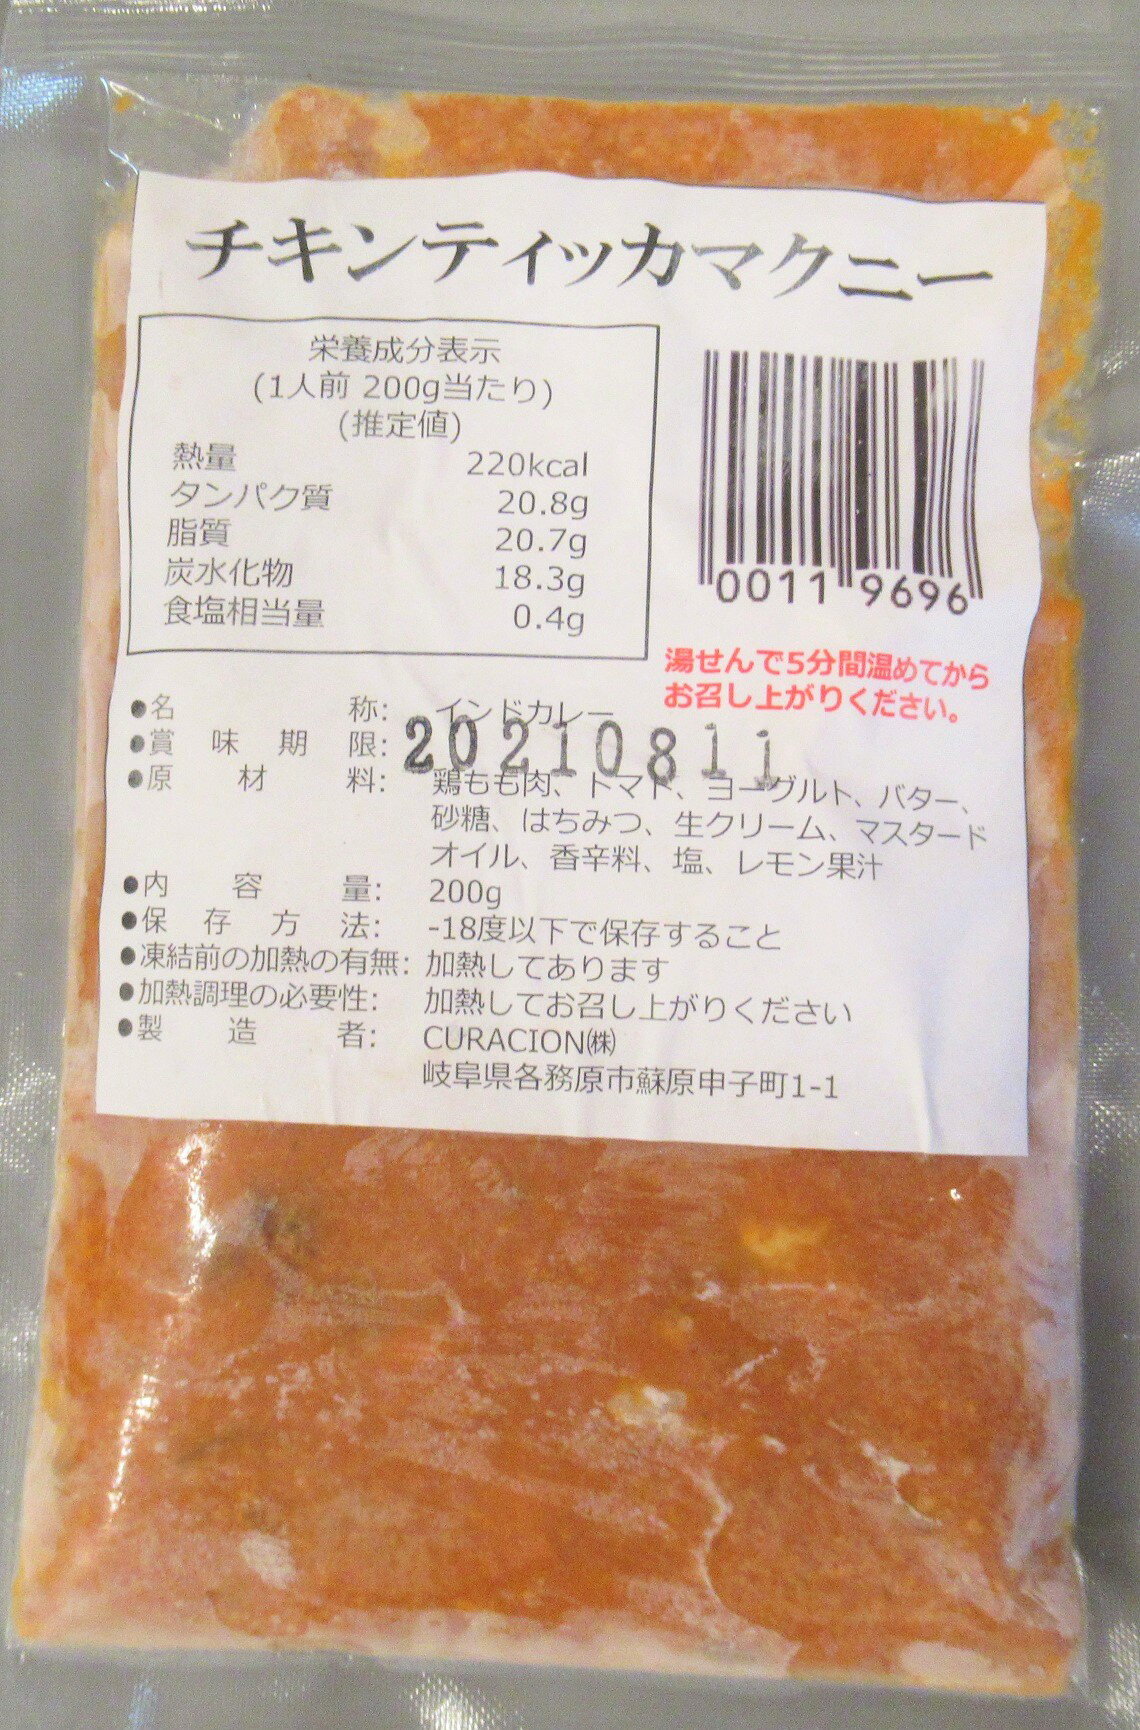 チキンティッカマクニー
栄養成分表示
(1人前 200g当たり)
(推定値)
熱量 220kcal
タンパク質 20.8g
脂質 20.7g
炭水化物 18.3g
食塩相当量 0.4g
0011 9696
湯せんで5分間温めてから
お召し上がりください。
●名称: インドカレー
●賞味期限: 20210811
●原材料: 鶏もも肉、トマト、ヨーグルト、バター、
砂糖、はちみつ、生クリーム、マスタード
オイル、香辛料、塩、レモン果汁
●内容量: 200g
●保存方法: -18度以下で保存すること
●凍結前の加熱の有無: 加熱してあります
●加熱調理の必要性: 加熱してお召し上がりください
●製造者: CURACION㈱
岐阜県各務原市蘇原申子町1-1